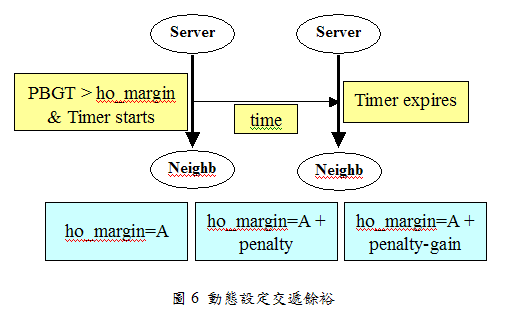 Server
Server
PBGT > ho_margin
& Timer starts
time
Timer expires
Neighb
Neighb
ho_margin=A
ho_margin=A +
penalty
ho_margin=A +
penalty-gain
圖 6 動態設定交遞餘裕